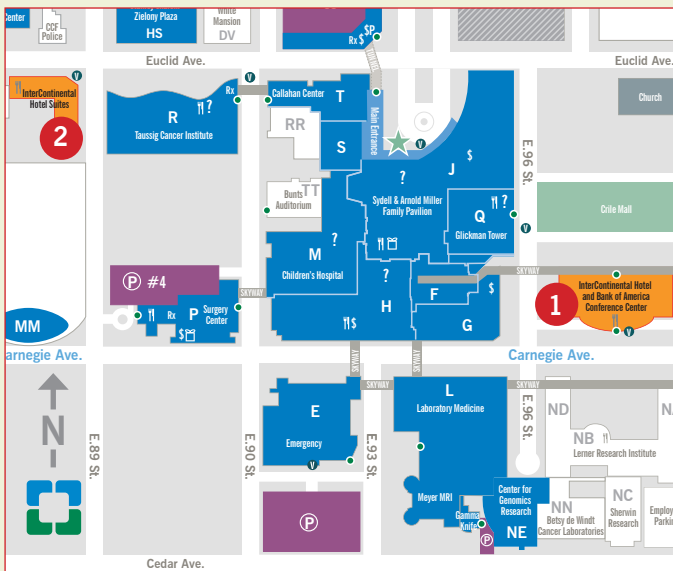 Center
CCF
Police
Zielony Plaza
HS
White
Mansion
DV
$P
Rx $
Euclid Ave.
Euclid Ave.
V
InterContinental
Hotel Suites
2
Rx
V
R
Taussig Cancer Institute
?
Callahan Center
T
RR
S
Main Entrance
V
J
$
?
Sydell & Arnold Miller
Family Pavilion
E.96 St.
Church
Bunts
Auditorium
TT
Q
?
Glickman Tower
V
Crile Mall
M
?
Children's Hospital
P #4
SKYWAY
P
Surgery
Center
Rx
$
?
H
$
F
$
G
SKYWAY
InterContinental Hotel
and Bank of America
Conference Center
1
V
MM
arnegie Ave.
Carnegie Ave.
SKYWAY
SKYWAY
SKYWAY
SKYWAY
N
E.89 St.
E.90 St.
E
Emergency
V
E.93 St.
L
Laboratory Medicine
E.96 St.
ND
NB
Lerner Research Institute
Meyer MRI
Gamma
Knife
P
Center for
Genomics
Research
NE
NN
Betsy de Windt
Cancer Laboratories
NC
Sherwin
Research
P
Cedar Ave.